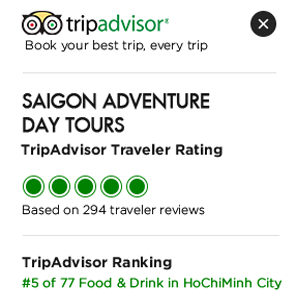 tripadvisor®
Book your best trip, every trip
SAIGON ADVENTURE
DAY TOURS
TripAdvisor Traveler Rating
Based on 294 traveler reviews
TripAdvisor Ranking
#5 of 77 Food & Drink in HoChiMinh City